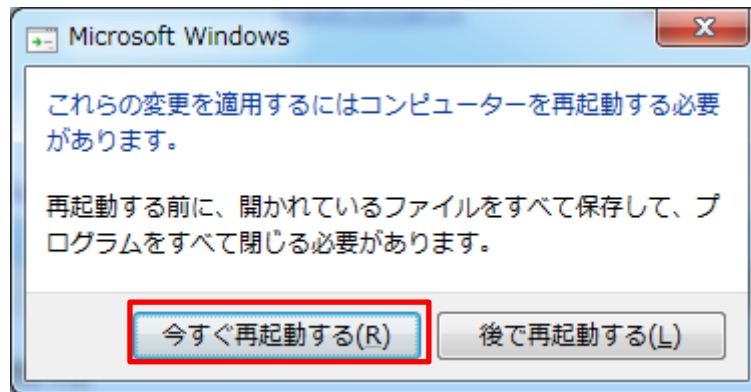 Microsoft Windows
これらの変更を適用するにはコンピューターを再起動する必要
があります。
再起動する前に、開かれているファイルをすべて保存して、プ
ログラムをすべて閉じる必要があります。
今すぐ再起動する(R) 後で再起動する(L)